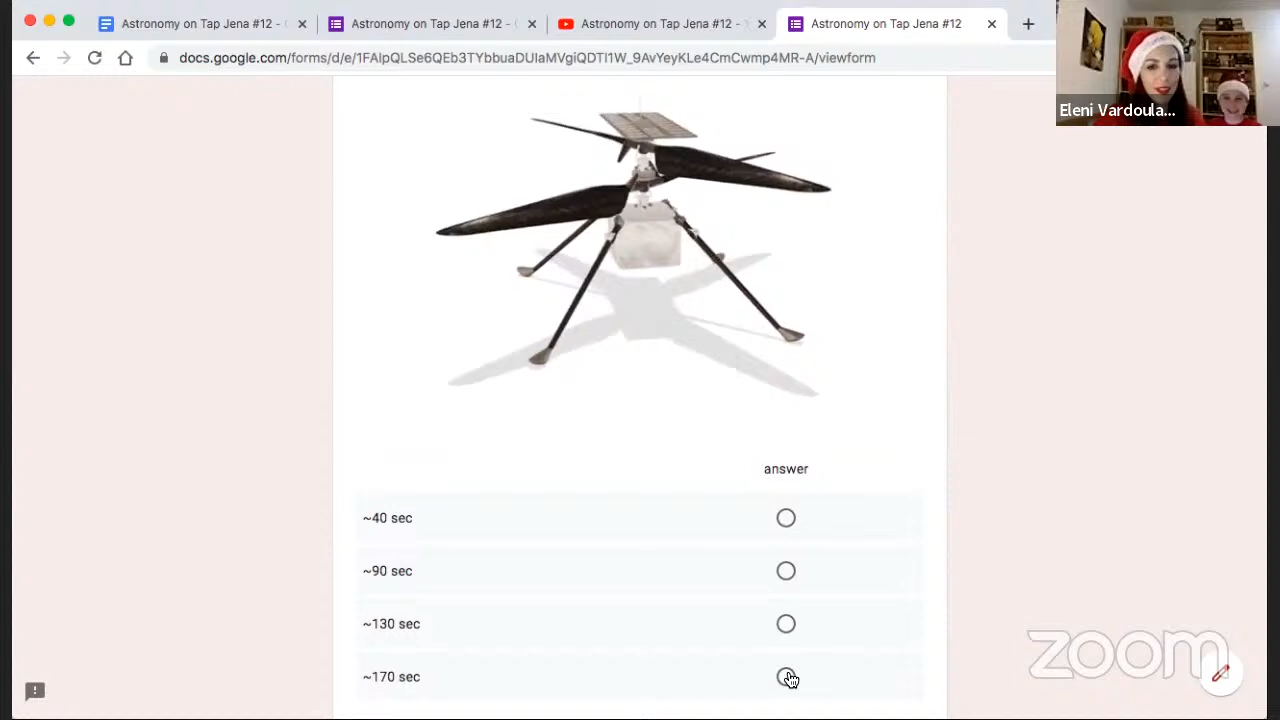 Astronomy on Tap Jena #12 -
Astronomy on Tap Jena #12 -
Astronomy on Tap Jena #12 -
Astronomy on Tap Jena #12
docs.google.com/forms/d/e/1FAIpQLSe6QEb3TYbbuaDUIaMVgiQDTI1W_9AvYeyKLe4CmCwmp4MR-A/viewform
Eleni Vardoula...
answer
~40 sec
~90 sec
~130 sec
~170 sec
zoom